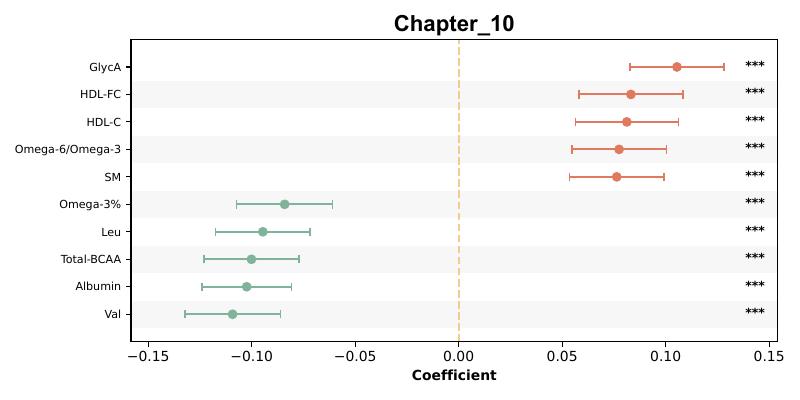 Chapter_10
GlycA ***
HDL-FC ***
HDL-C ***
Omega-6/Omega-3 ***
SM ***
Omega-3% ***
Leu ***
Total-BCAA ***
Albumin ***
Val ***
−0.15 −0.10 −0.05 0.00 0.05 0.10 0.15
Coefficient